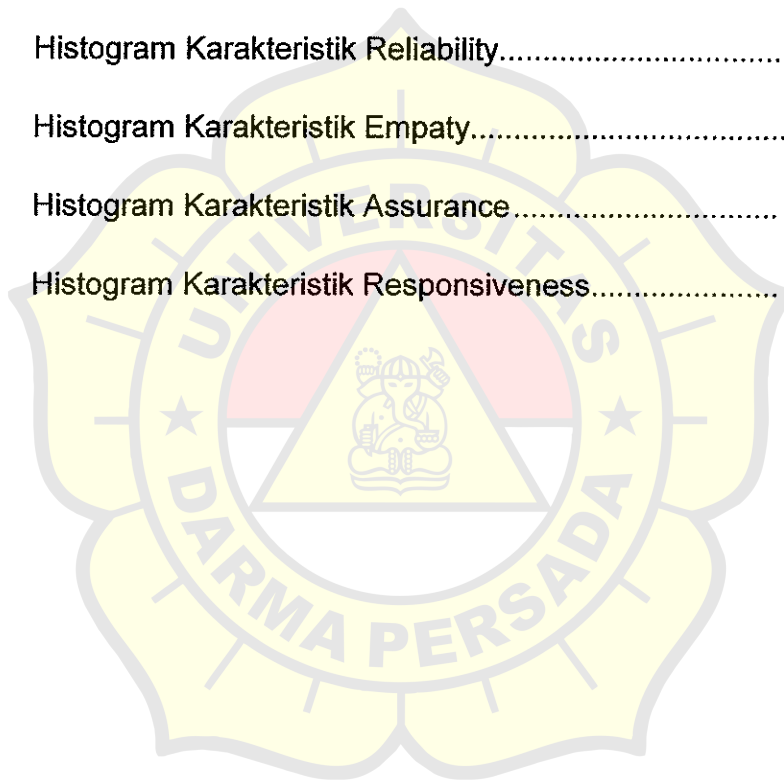 Histogram Karakteristik Reliability................................
Histogram Karakteristik Empaty....................................
Histogram Karakteristik Assurance..............................
Histogram Karakteristik Responsiveness.....................
UNIVERSITAS
DARMA PERSADA